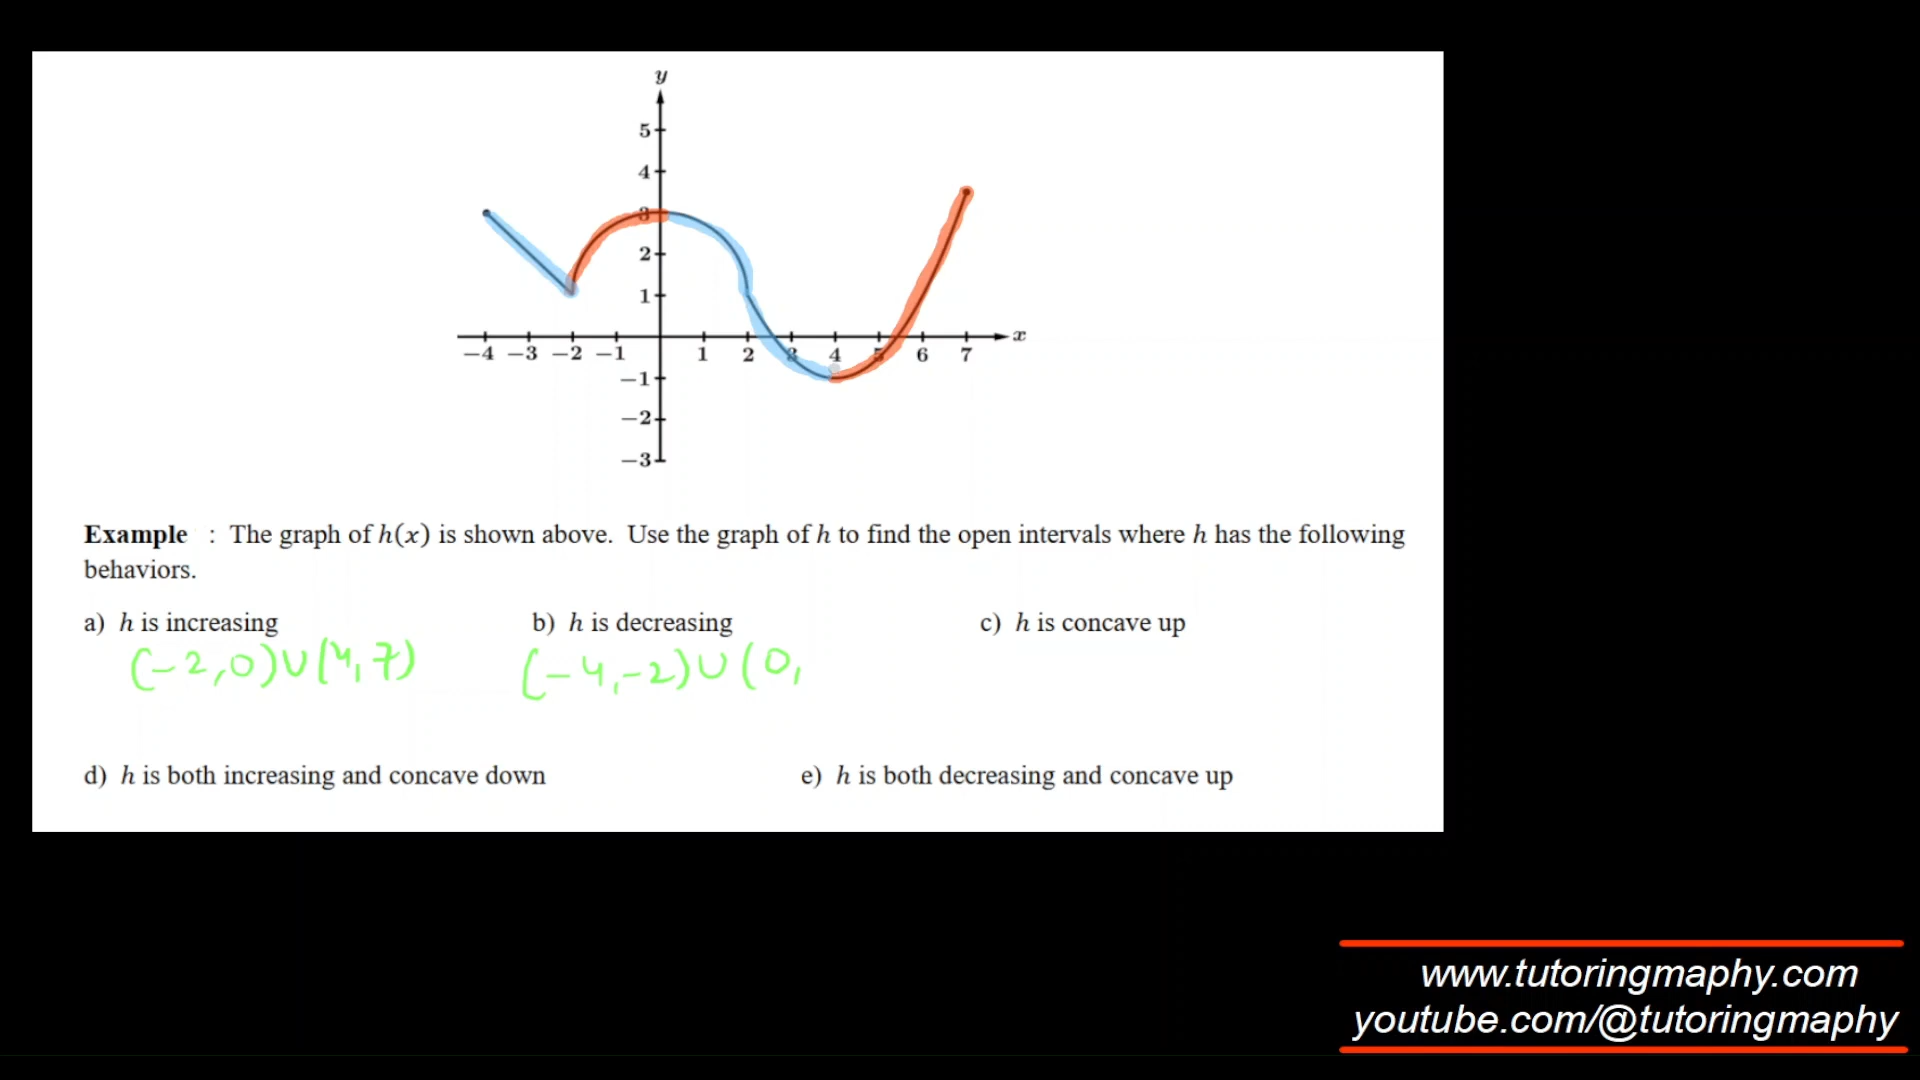 y
5
4
3
2
1
−4 −3 −2 −1 1 2 3 4 5 6 7 x
−1
−2
−3
Example : The graph of h(x) is shown above. Use the graph of h to find the open intervals where h has the following
behaviors.
a) h is increasing b) h is decreasing c) h is concave up
(-2,0)∪(4,7) (-4,-2)∪(0,
d) h is both increasing and concave down e) h is both decreasing and concave up
www.tutoringmaphy.com
youtube.com/@tutoringmaphy